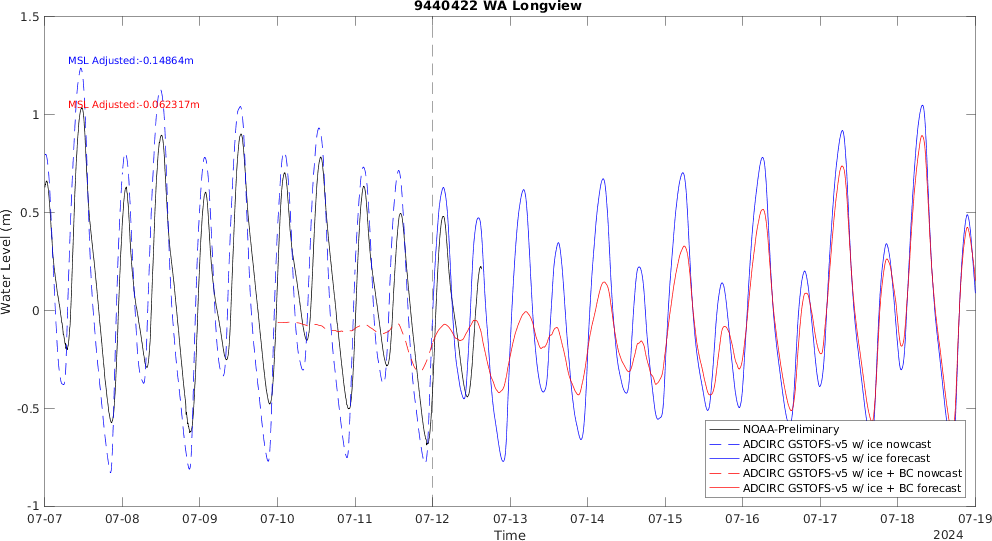 9440422 WA Longview
MSL Adjusted:-0.14864m
MSL Adjusted:-0.062317m
Water Level (m)
1.5
1
0.5
0
-0.5
-1
NOAA-Preliminary
ADCIRC GSTOFS-v5 w/ ice nowcast
ADCIRC GSTOFS-v5 w/ ice forecast
ADCIRC GSTOFS-v5 w/ ice + BC nowcast
ADCIRC GSTOFS-v5 w/ ice + BC forecast
07-07 07-08 07-09 07-10 07-11 07-12 07-13 07-14 07-15 07-16 07-17 07-18 07-19
Time
2024